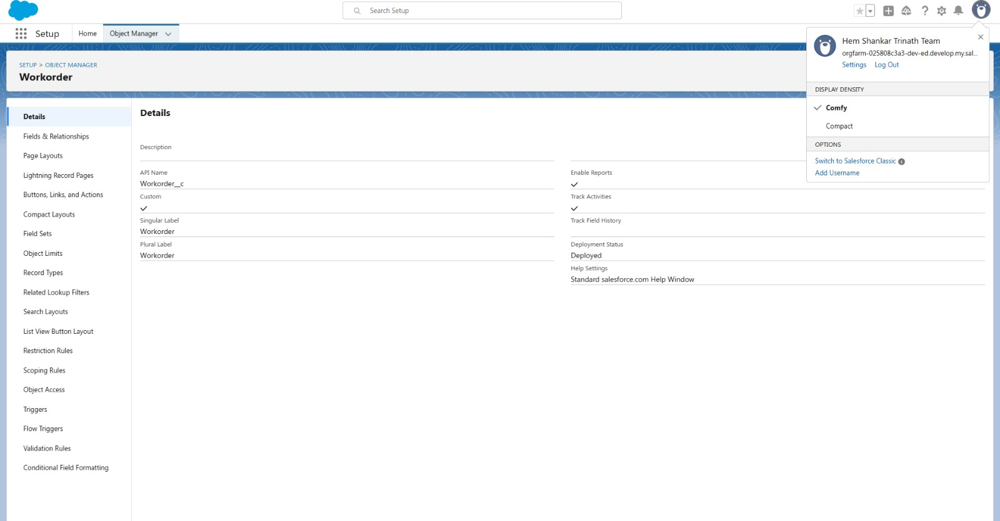 Search Setup
Setup
Home
Object Manager
Hem Shankar Trinath Team
orgfarm-025808c3a3-dev-ed.develop.my.sal...
Settings Log Out
DISPLAY DENSITY
Comfy
Compact
OPTIONS
Switch to Salesforce Classic
Add Username
SETUP > OBJECT MANAGER
Workorder
Details
Fields & Relationships
Page Layouts
Lightning Record Pages
Buttons, Links, and Actions
Compact Layouts
Field Sets
Object Limits
Record Types
Related Lookup Filters
Search Layouts
List View Button Layout
Restriction Rules
Scoping Rules
Object Access
Triggers
Flow Triggers
Validation Rules
Conditional Field Formatting
Details
Description
API Name
Workorder__c
Custom
Singular Label
Workorder
Plural Label
Workorder
Enable Reports
Track Activities
Track Field History
Deployment Status
Deployed
Help Settings
Standard salesforce.com Help Window